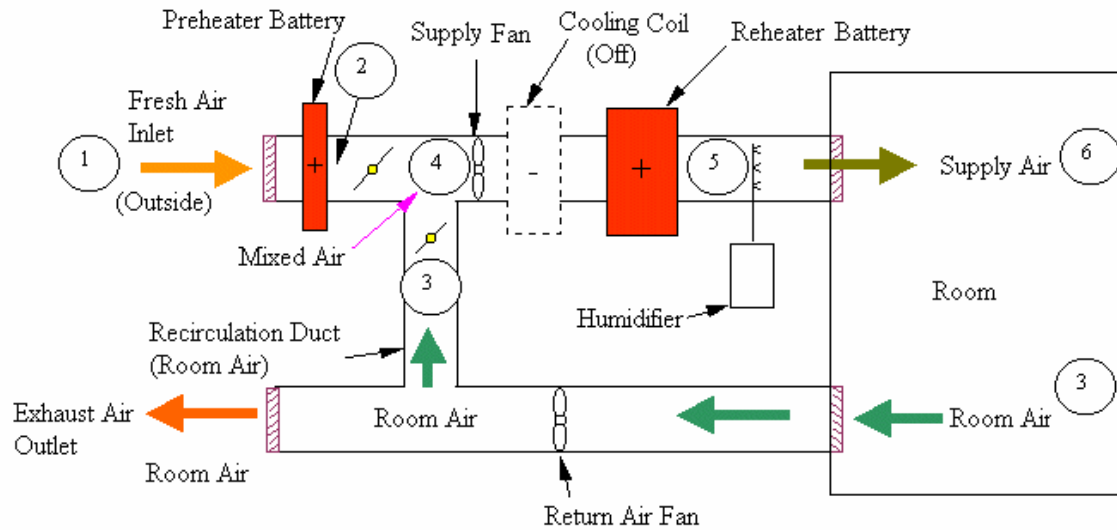 Preheater Battery
Supply Fan
Cooling Coil
(Off)
Reheater Battery
2
Fresh Air
Inlet
1
(Outside)
+
4
-
+
5
6
Supply Air
Mixed Air
3
Humidifier
Room
Recirculation Duct
(Room Air)
3
Exhaust Air
Outlet
Room Air
Room Air
Room Air
Return Air Fan